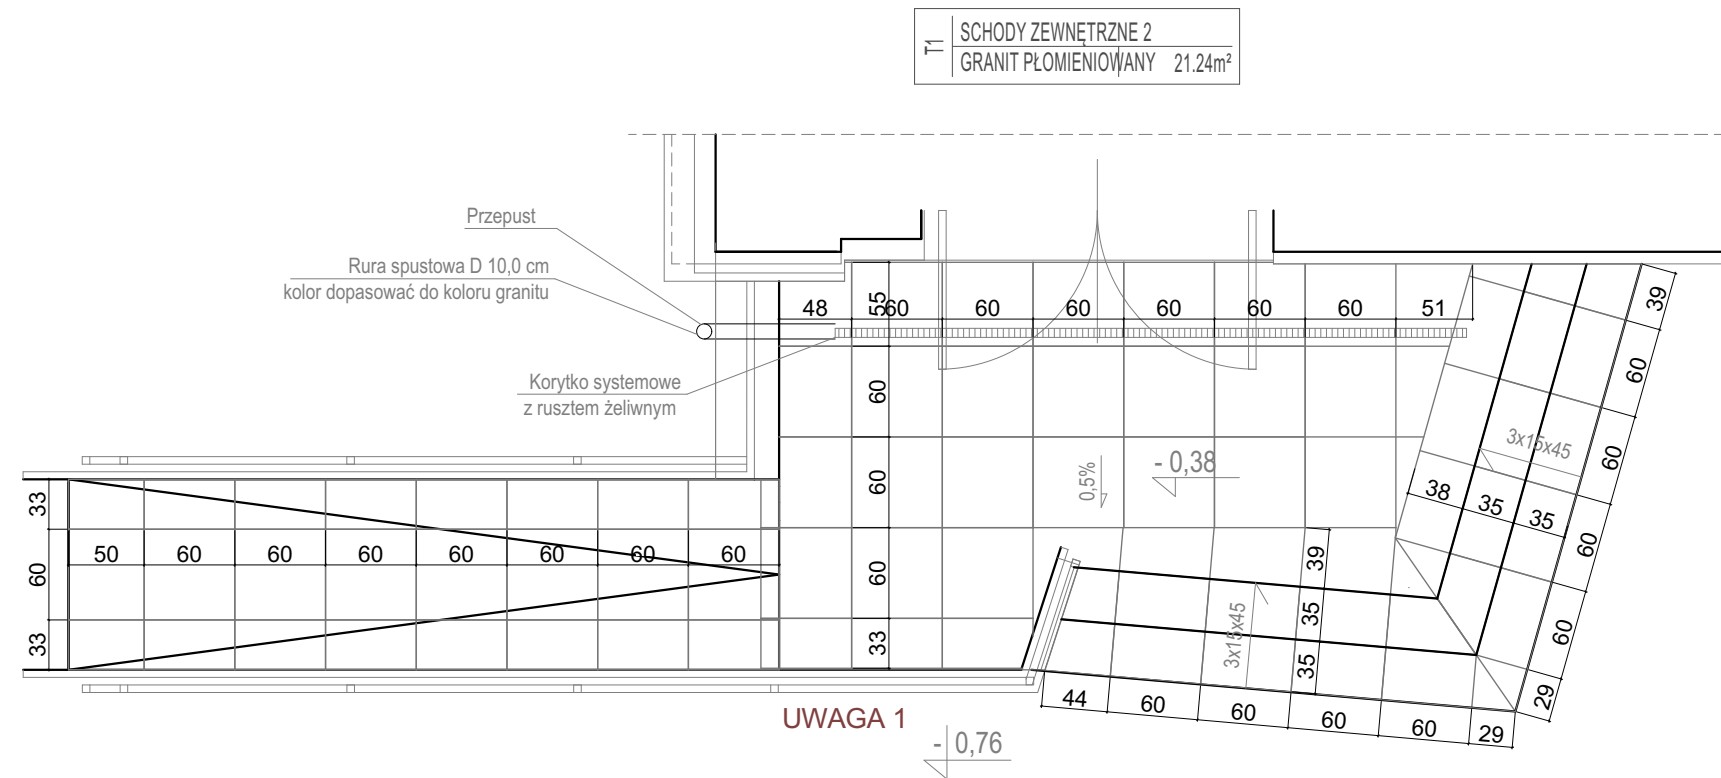 T1
SCHODY ZEWNĘTRZNE 2
GRANIT PŁOMIENIOWANY 21.24m²
Przepust
Rura spustowa D 10,0 cm
kolor dopasować do koloru granitu
Korytko systemowe
z rusztem żeliwnym
48 60 60 60 60 60 60 51
55
60
60
60
33
0,5%
- 0,38
33
60
33
50 60 60 60 60 60 60 60
39
60
60
60
60
29
3x15x45
38 35 35
39
35
35
3x15x45
44 60 60 60 60 29
UWAGA 1
- 0,76